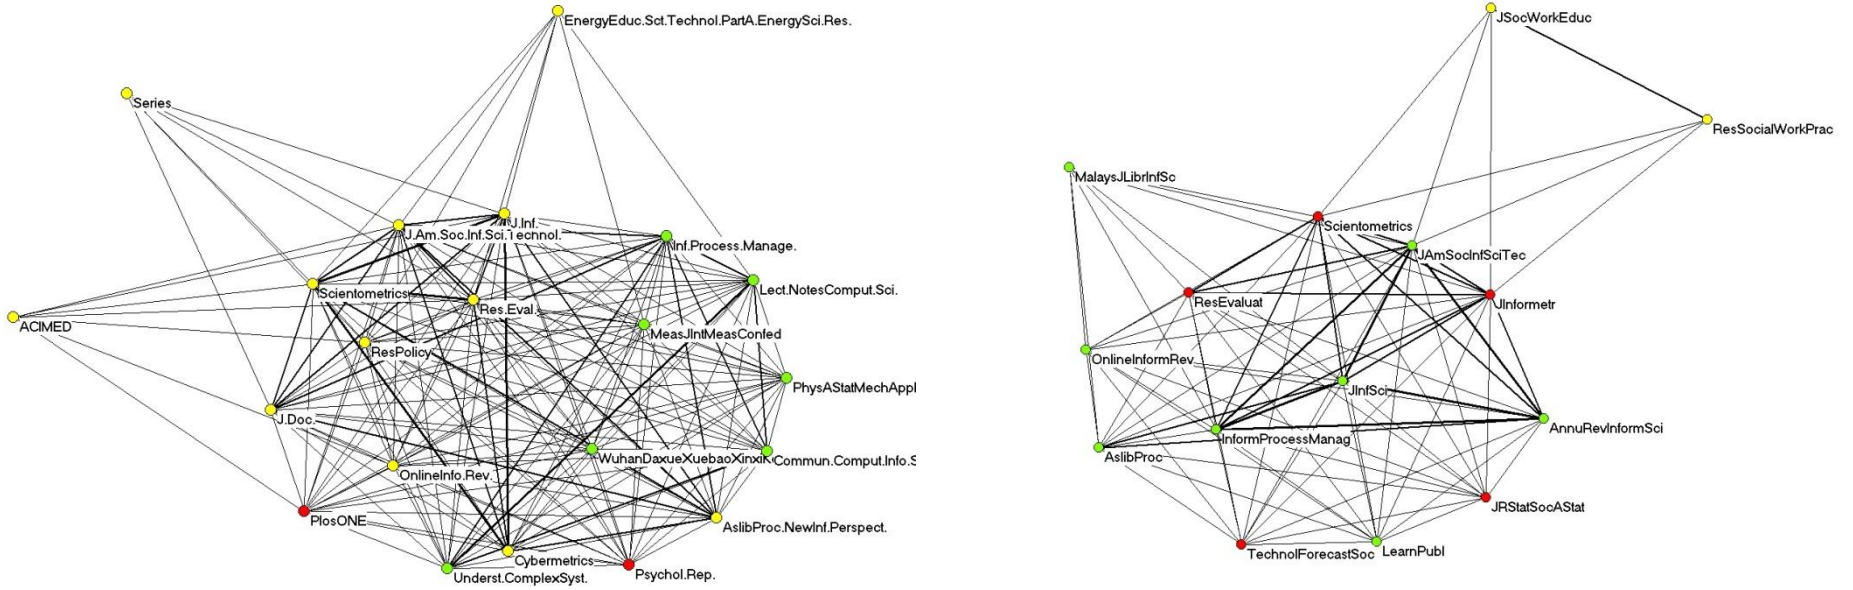 EnergyEduc.Sct.Technol.PartA.EnergySci.Res.
Series
J.Inf.
J.Am.Soc.Inf.Sci.Technol.
Inf.Process.Manage.
Scientometrics
Lect.NotesComput.Sci.
Res.Eval.
ACIMED
MeasJIntMeasConfed
ResPolicy
PhysAStatMechAppl
J.Doc.
WuhanDaxueXuebaoXinxiK
Commun.Comput.Info.S
OnlineInfo.Rev.
PlosONE
AslibProc.NewInf.Perspect.
Cybermetrics
Psychol.Rep.
Underst.ComplexSyst.
JSocWorkEduc
ResSocialWorkPrac
MalaysJLibrInfSc
Scientometrics
JAmSocInfSciTec
ResEvaluat
JInformetr
OnlineInformRev
JInfSci
AnnuRevInformSci
InformProcessManag
AslibProc
JRStatSocAStat
TechnolForecastSoc
LearnPubl